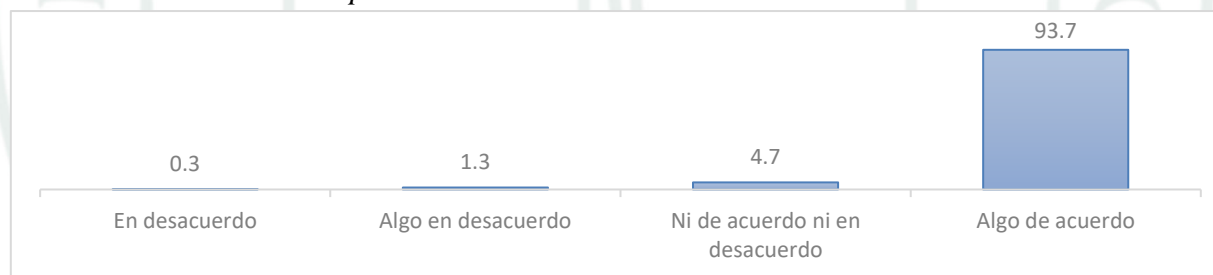 93.7
0.3
1.3
4.7
En desacuerdo
Algo en desacuerdo
Ni de acuerdo ni en
desacuerdo
Algo de acuerdo